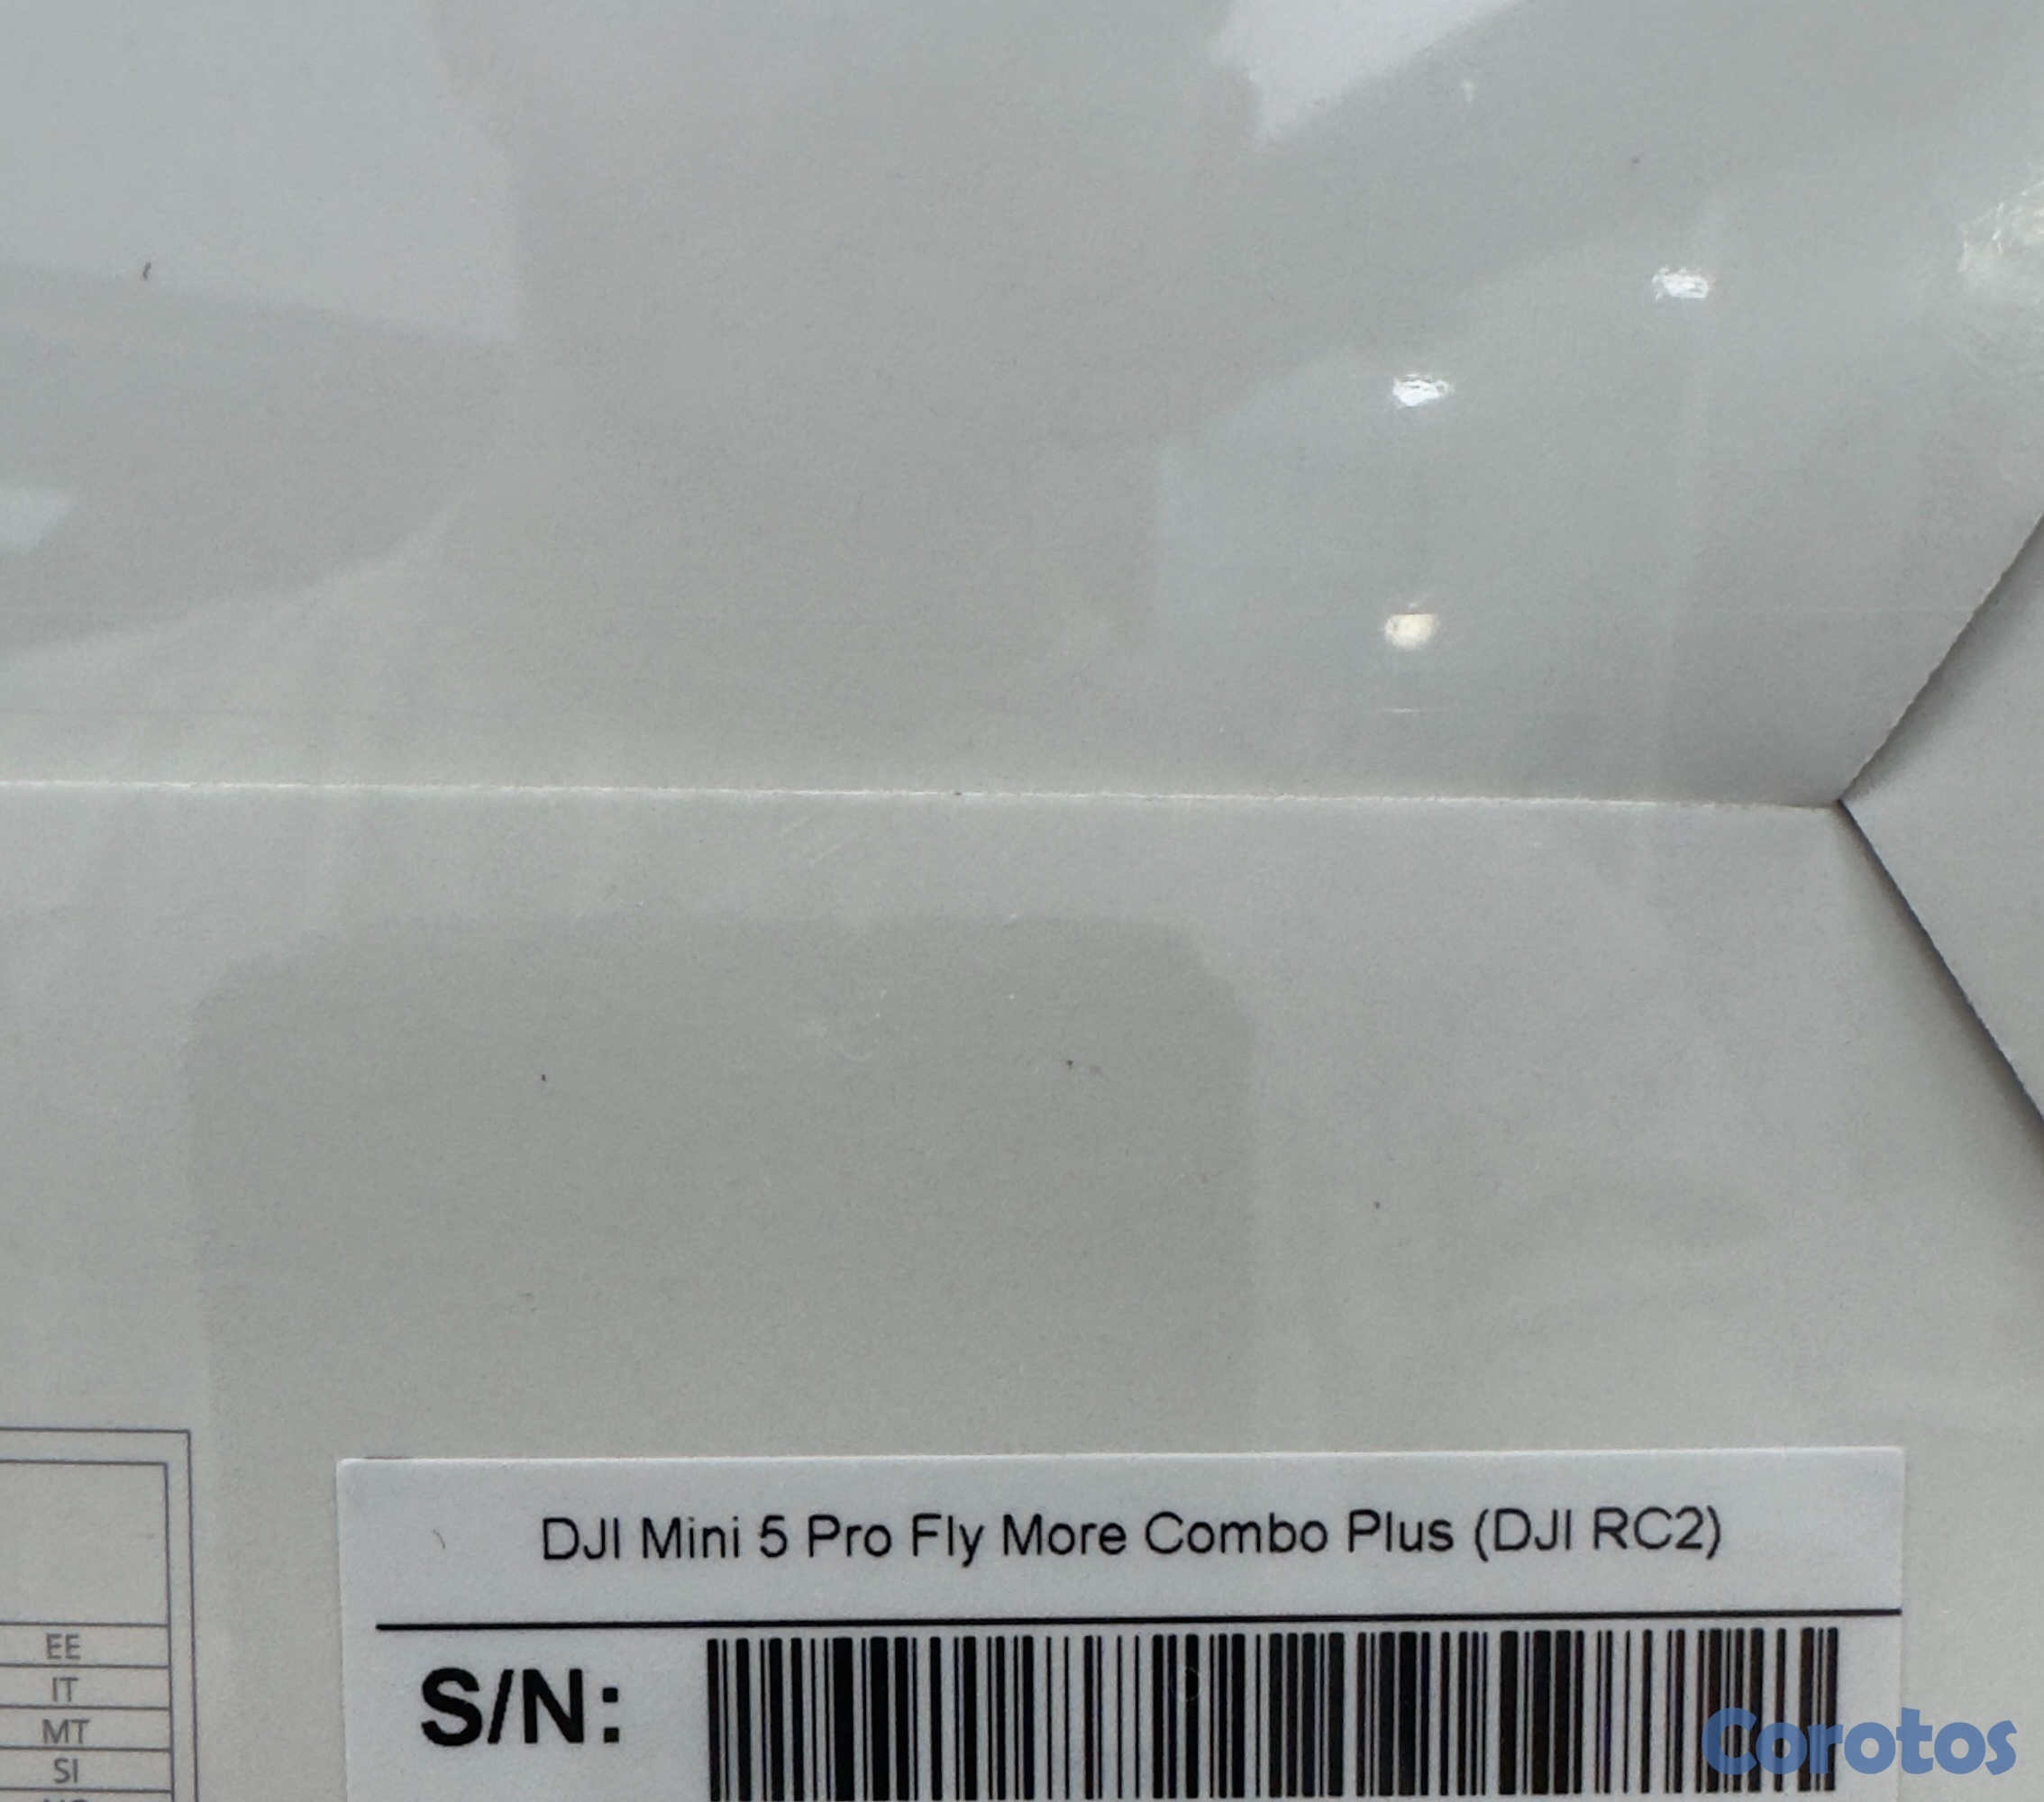 DJI Mini 5 Pro Fly More Combo Plus (DJI RC2)
S/N:
EE
IT
MT
SI
Corotos